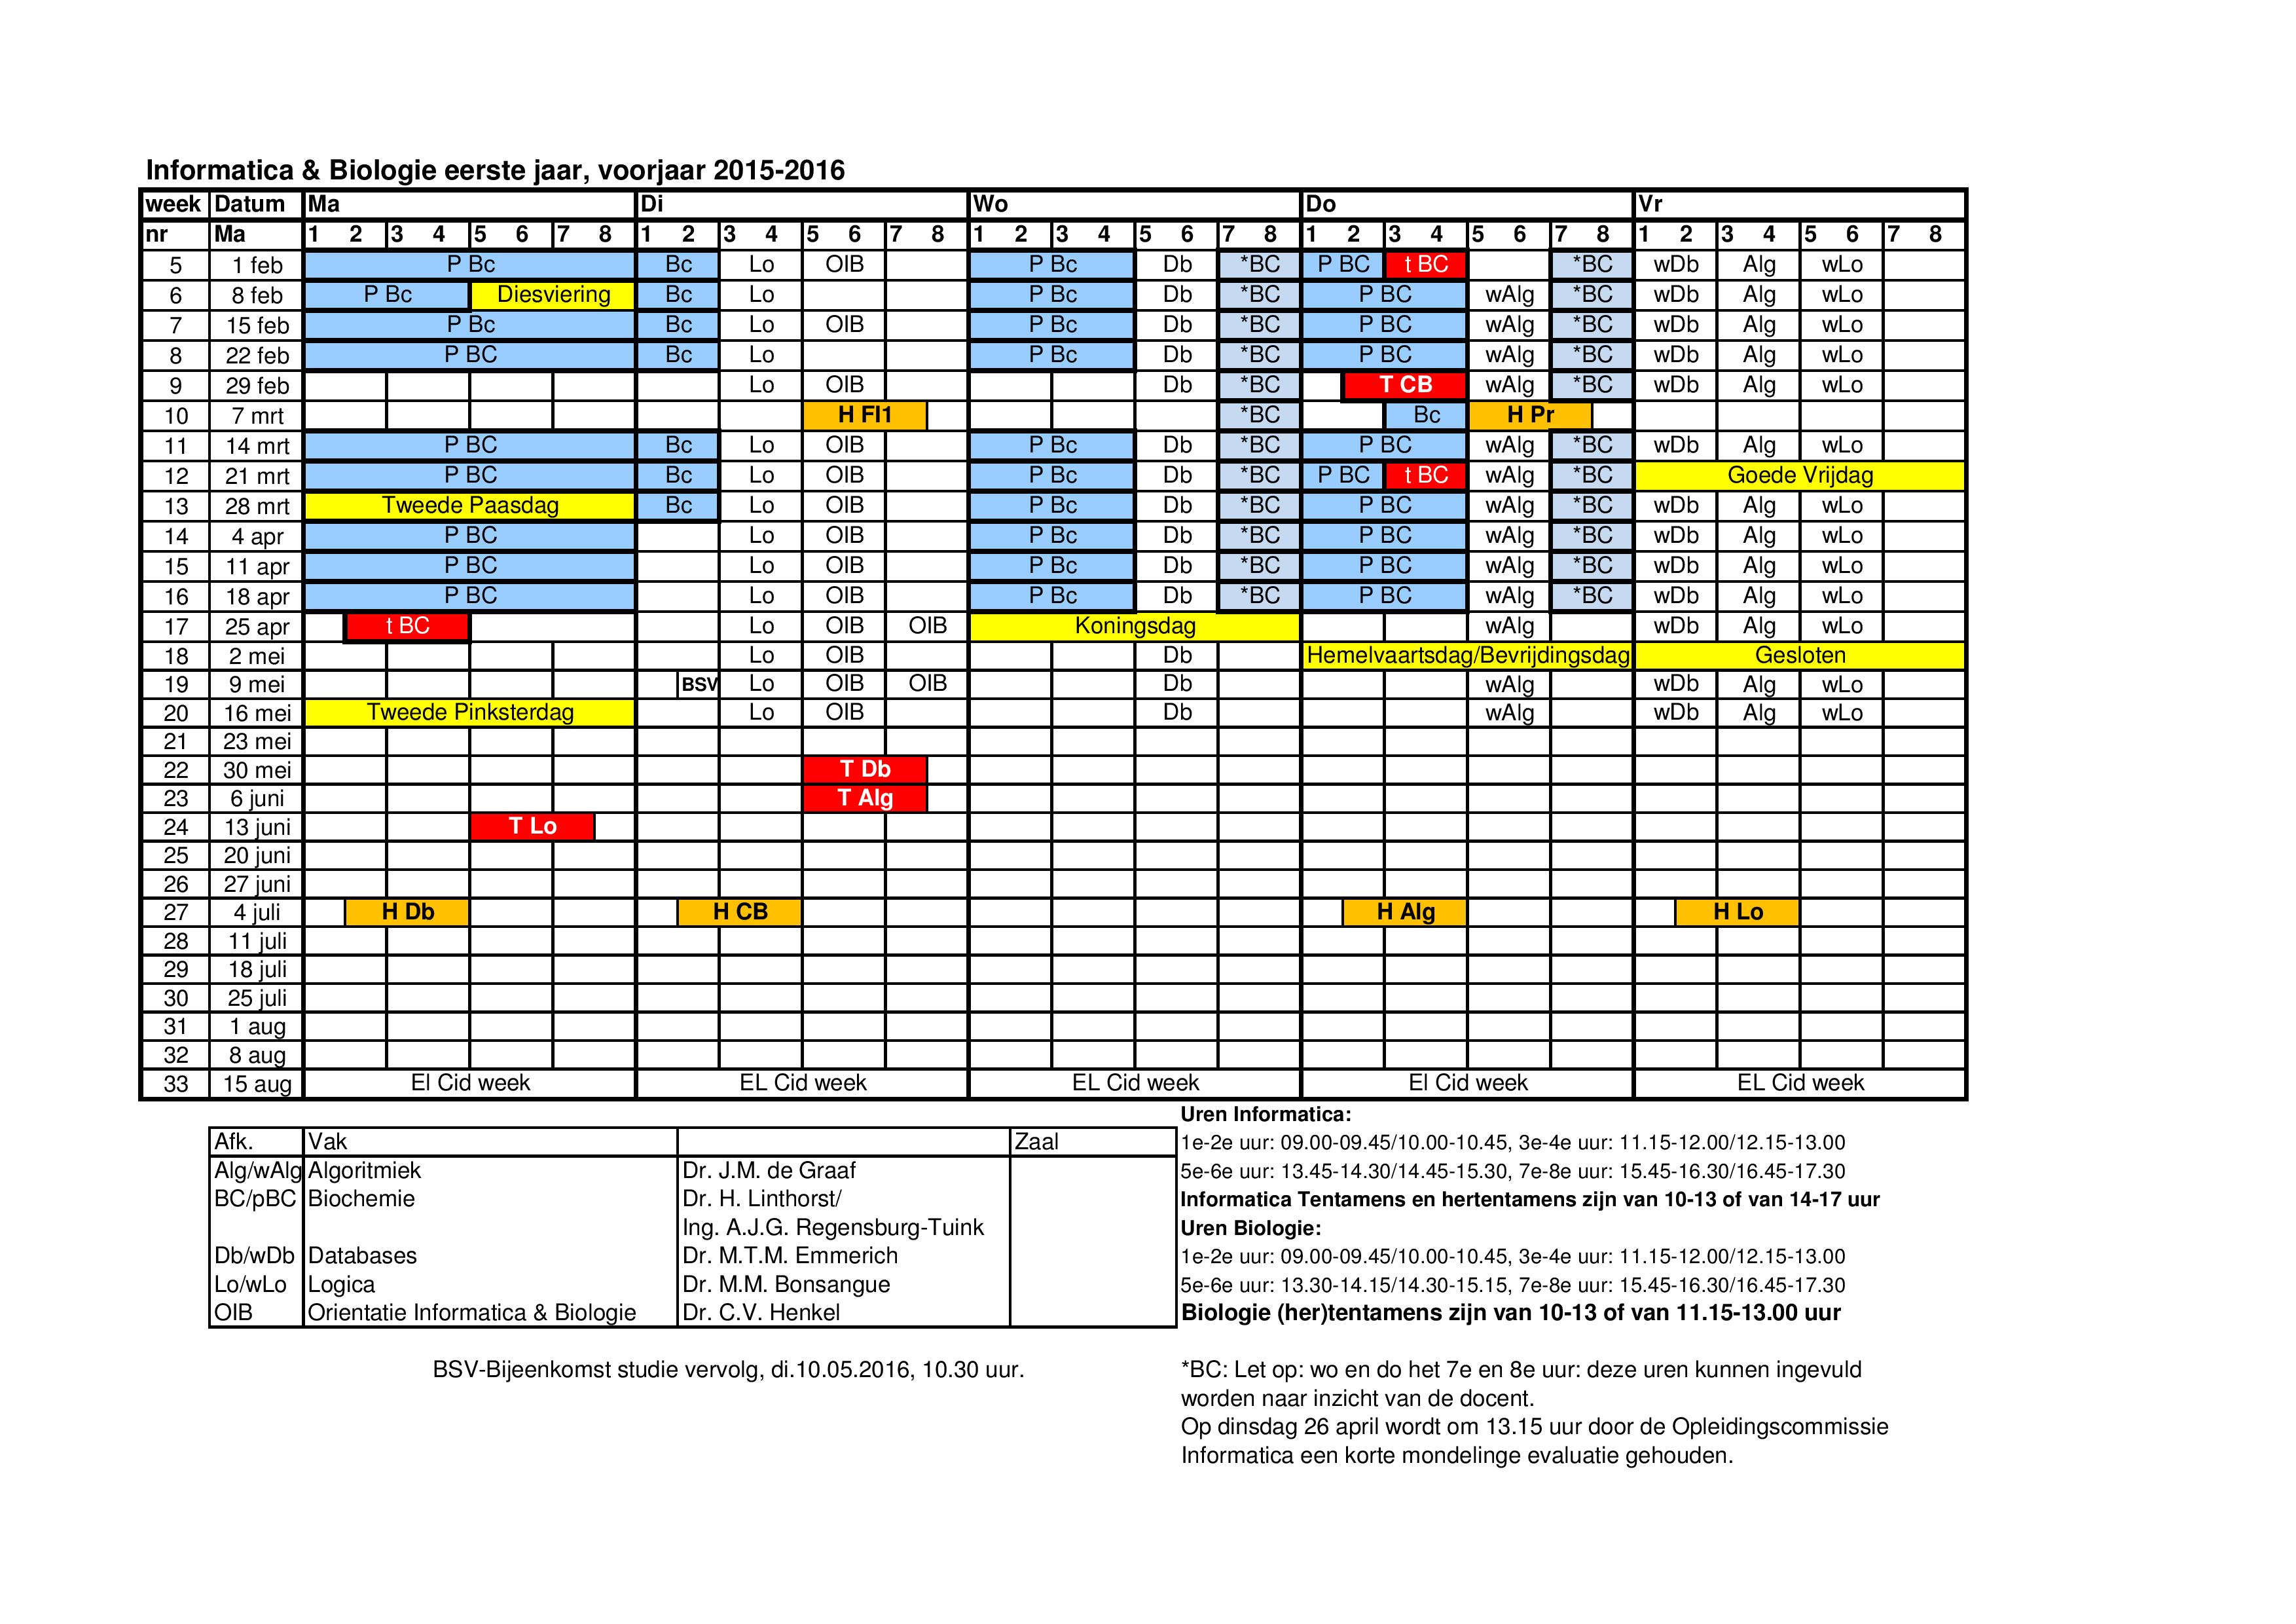 Informatica & Biologie eerste jaar, voorjaar 2015-2016
week Datum Ma Di Wo Do Vr
nr Ma 1 2 3 4 5 6 7 8 1 2 3 4 5 6 7 8 1 2 3 4 5 6 7 8 1 2 3 4 5 6 7 8 1 2 3 4 5 6 7 8
5 1 feb P Bc Bc Lo OIB P Bc Db *BC P BC t BC *BC wDb Alg wLo
6 8 feb P Bc Diesviering Bc Lo P Bc Db *BC P BC wAlg *BC wDb Alg wLo
7 15 feb P Bc Bc Lo OIB P Bc Db *BC P BC wAlg *BC wDb Alg wLo
8 22 feb P BC Bc Lo P Bc Db *BC P BC wAlg *BC wDb Alg wLo
9 29 feb Lo OIB Db *BC T CB wAlg *BC wDb Alg wLo
10 7 mrt H FI1 *BC Bc H Pr
11 14 mrt P BC Bc Lo OIB P Bc Db *BC P BC wAlg *BC wDb Alg wLo
12 21 mrt P BC Bc Lo OIB P Bc Db *BC P BC t BC wAlg *BC Goede Vrijdag
13 28 mrt Tweede Paasdag Bc Lo OIB P Bc Db *BC P BC wAlg *BC wDb Alg wLo
14 4 apr P BC Lo OIB P Bc Db *BC P BC wAlg *BC wDb Alg wLo
15 11 apr P BC Lo OIB P Bc Db *BC P BC wAlg *BC wDb Alg wLo
16 18 apr P BC Lo OIB P Bc Db *BC P BC wAlg *BC wDb Alg wLo
17 25 apr t BC Lo OIB OIB Koningsdag wAlg wDb Alg wLo
18 2 mei Lo OIB Db Hemelvaartsdag/Bevrijdingsdag Gesloten
19 9 mei BSV Lo OIB OIB Db wAlg wDb Alg wLo
20 16 mei Tweede Pinksterdag Lo OIB Db wAlg wDb Alg wLo
21 23 mei
22 30 mei T Db
23 6 juni T Alg
24 13 juni T Lo
25 20 juni
26 27 juni
27 4 juli H Db H CB H Alg H Lo
28 11 juli
29 18 juli
30 25 juli
31 1 aug
32 8 aug
33 15 aug El Cid week EL Cid week EL Cid week El Cid week EL Cid week
Uren Informatica:
Afk. Vak Zaal 1e-2e uur: 09.00-09.45/10.00-10.45, 3e-4e uur: 11.15-12.00/12.15-13.00
Alg/wAlg Algoritmiek Dr. J.M. de Graaf 5e-6e uur: 13.45-14.30/14.45-15.30, 7e-8e uur: 15.45-16.30/16.45-17.30
BC/pBC Biochemie Dr. H. Linthorst/ Informatica Tentamens en hertentamens zijn van 10-13 of van 14-17 uur
Ing. A.J.G. Regensburg-Tuink Uren Biologie:
Db/wDb Databases Dr. M.T.M. Emmerich 1e-2e uur: 09.00-09.45/10.00-10.45, 3e-4e uur: 11.15-12.00/12.15-13.00
Lo/wLo Logica Dr. M.M. Bonsangue 5e-6e uur: 13.30-14.15/14.30-15.15, 7e-8e uur: 15.45-16.30/16.45-17.30
OIB Orientatie Informatica & Biologie Dr. C.V. Henkel Biologie (her)tentamens zijn van 10-13 of van 11.15-13.00 uur
BSV-Bijeenkomst studie vervolg, di.10.05.2016, 10.30 uur. *BC: Let op: wo en do het 7e en 8e uur: deze uren kunnen ingevuld
worden naar inzicht van de docent.
Op dinsdag 26 april wordt om 13.15 uur door de Opleidingscommissie
Informatica een korte mondelinge evaluatie gehouden.